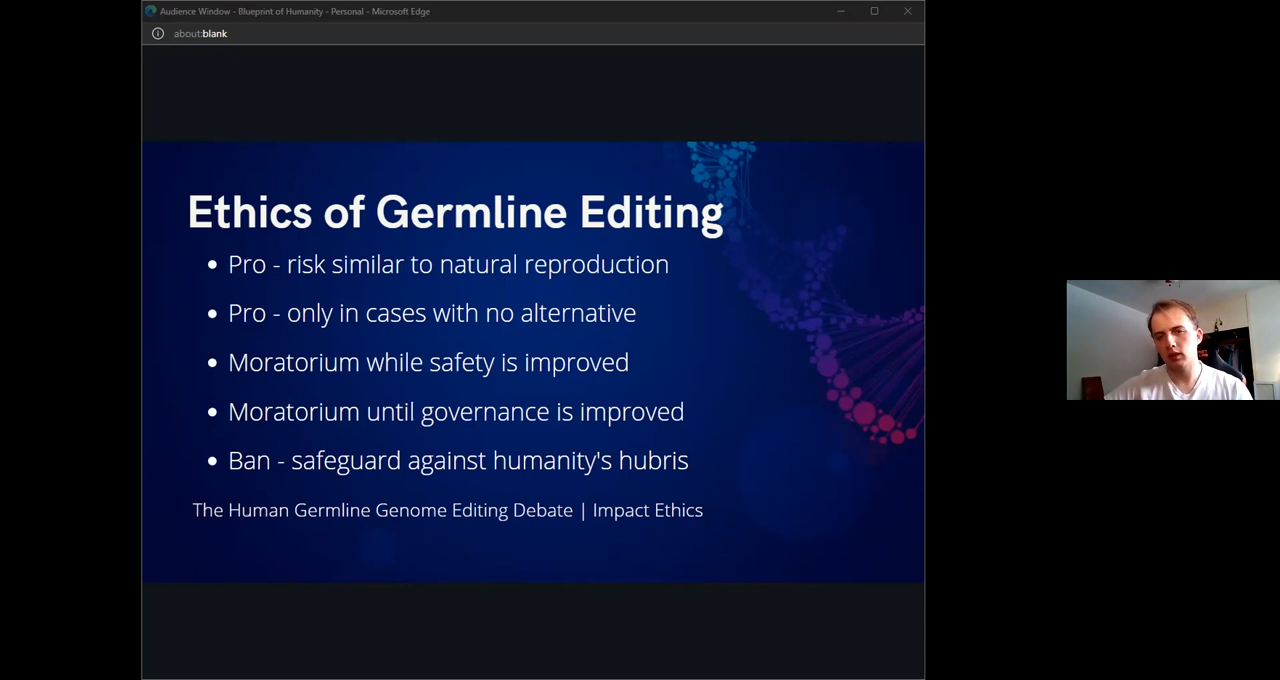 Audience Window - Blueprint of Humanity - Personal - Microsoft Edge
about:blank
Ethics of Germline Editing
• Pro - risk similar to natural reproduction
• Pro - only in cases with no alternative
• Moratorium while safety is improved
• Moratorium until governance is improved
• Ban - safeguard against humanity's hubris
The Human Germline Genome Editing Debate | Impact Ethics